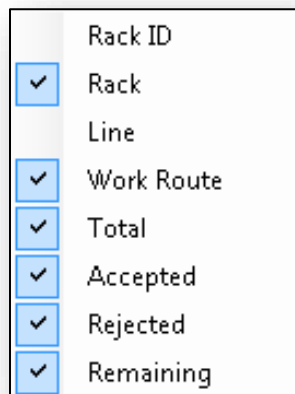 Rack ID
Rack
Line
Work Route
Total
Accepted
Rejected
Remaining